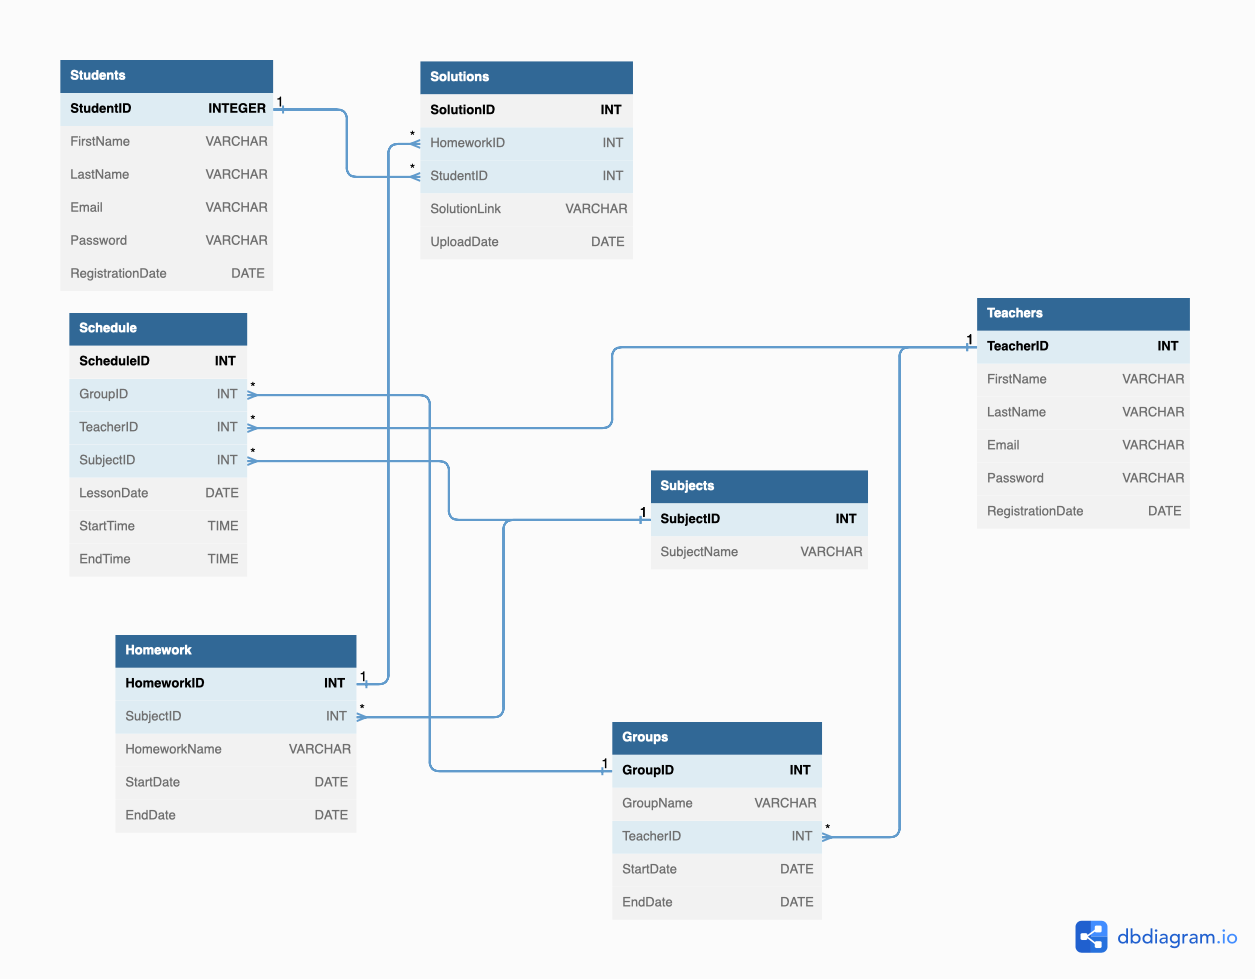 Students
StudentID INTEGER 1
FirstName VARCHAR
LastName VARCHAR
Email VARCHAR
Password VARCHAR
RegistrationDate DATE
Solutions
SolutionID INT
* HomeworkID INT
* StudentID INT
SolutionLink VARCHAR
UploadDate DATE
Schedule
ScheduleID INT
GroupID INT *
TeacherID INT *
SubjectID INT *
LessonDate DATE
StartTime TIME
EndTime TIME
Teachers
1 TeacherID INT
FirstName VARCHAR
LastName VARCHAR
Email VARCHAR
Password VARCHAR
RegistrationDate DATE
Subjects
1 SubjectID INT
SubjectName VARCHAR
Homework
HomeworkID INT 1
SubjectID INT *
HomeworkName VARCHAR
StartDate DATE
EndDate DATE
Groups
1 GroupID INT
GroupName VARCHAR
TeacherID INT *
StartDate DATE
EndDate DATE
dbdiagram.io